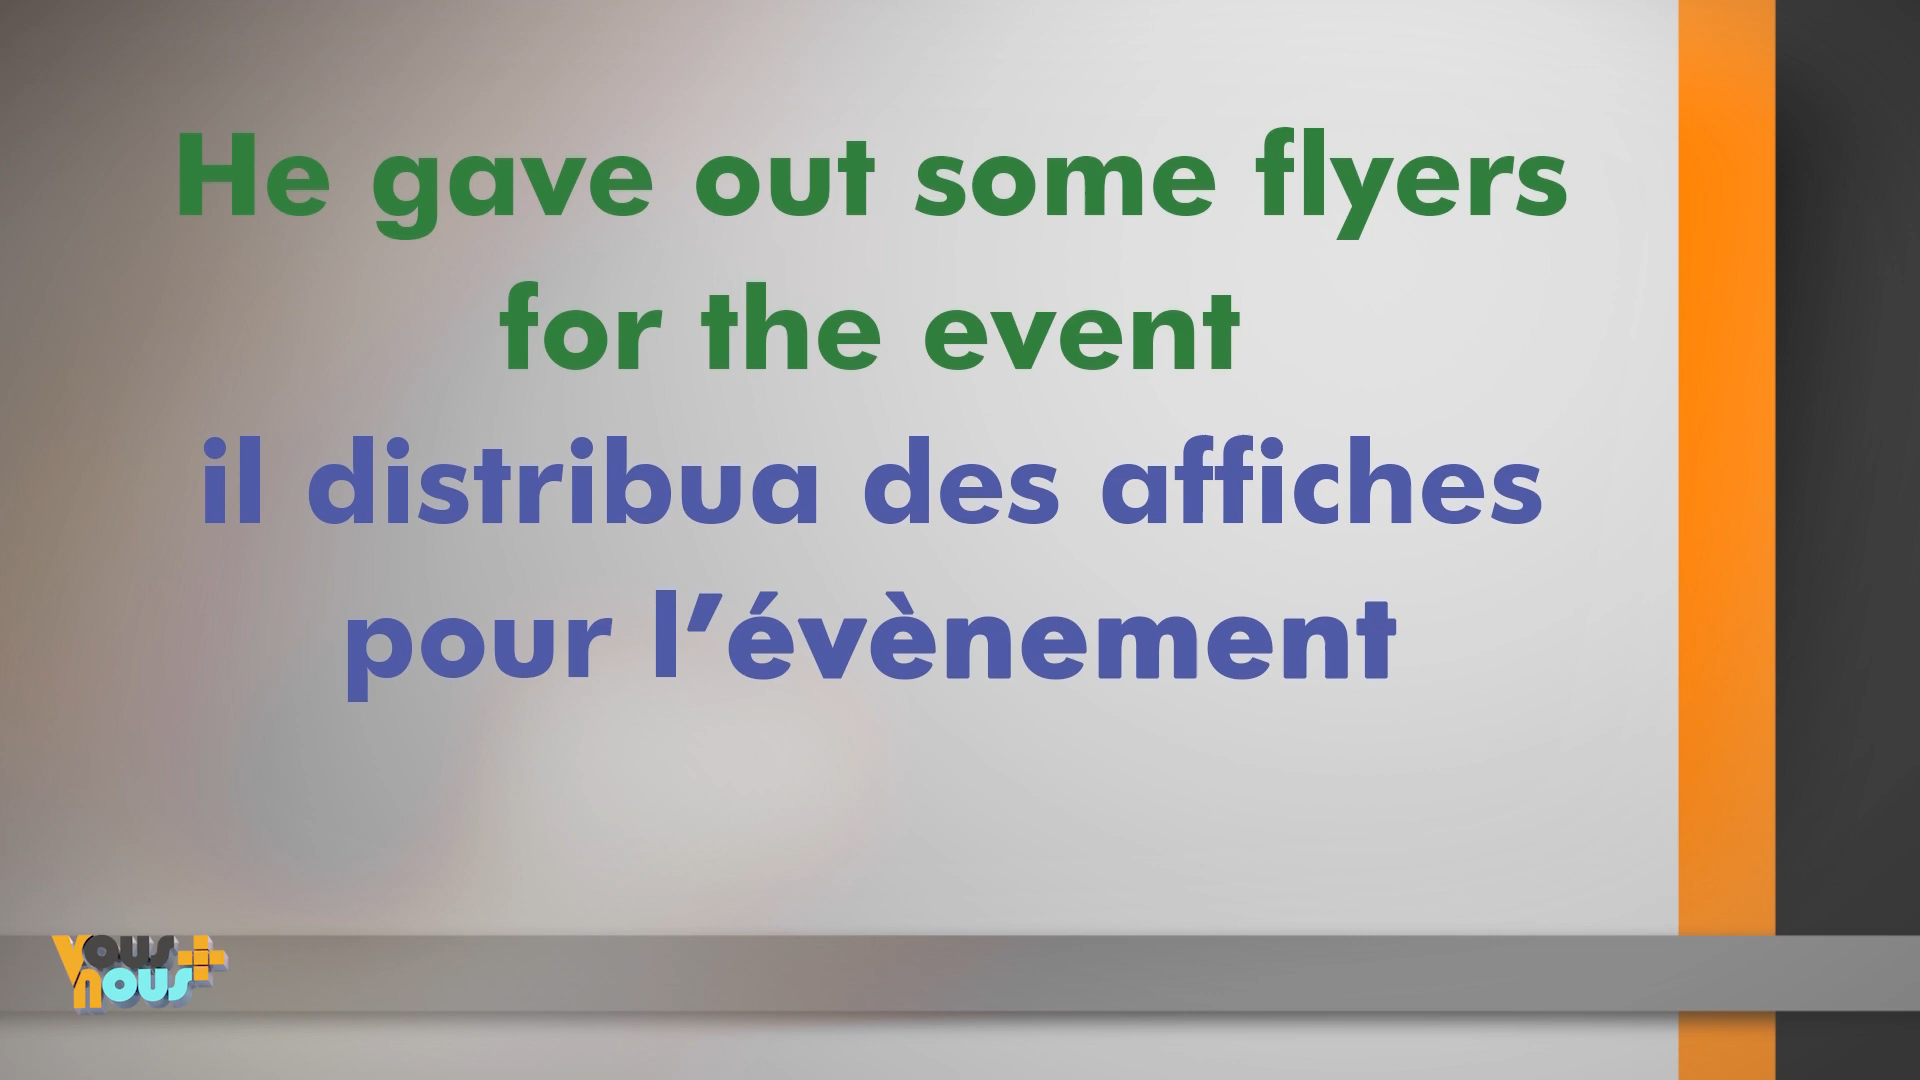 He gave out some flyers
for the event
il distribua des affiches
pour l’évènement
Vous
nous+